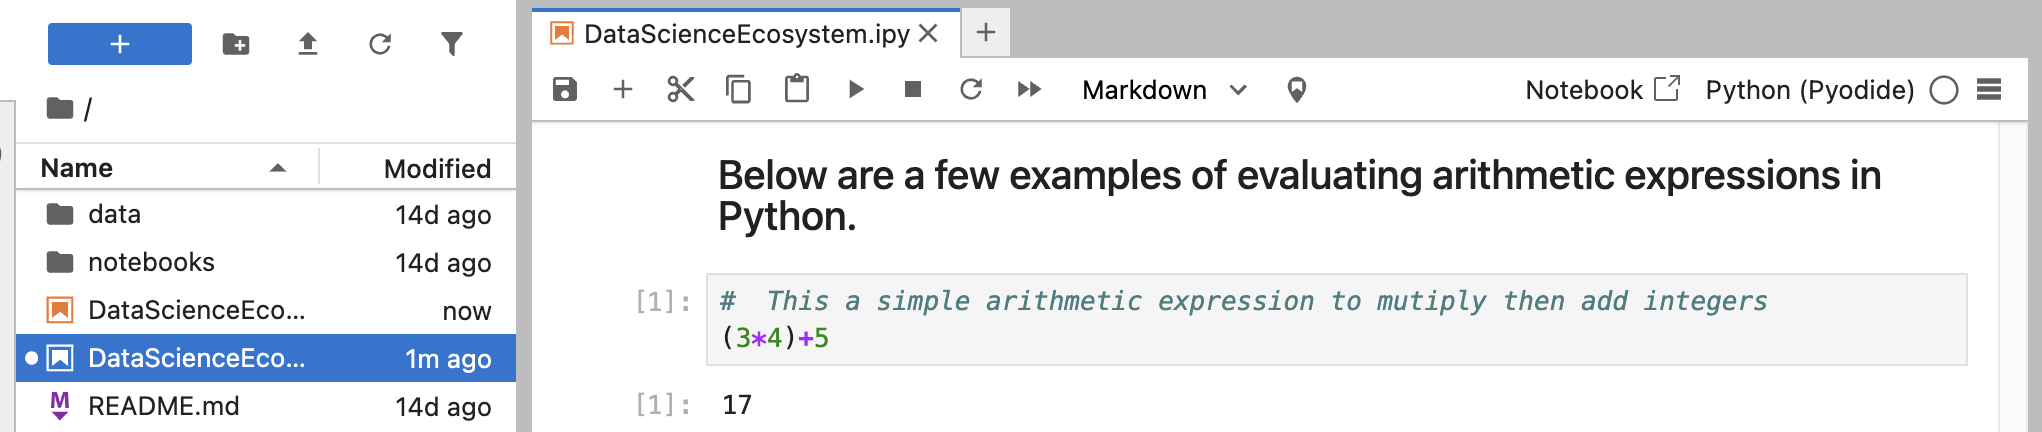 /
Name Modified
data 14d ago
notebooks 14d ago
DataScienceEco... now
DataScienceEco... 1m ago
README.md 14d ago
DataScienceEcosystem.ipy
Markdown Notebook Python (Pyodide)
Below are a few examples of evaluating arithmetic expressions in
Python.
[1]: #  This a simple arithmetic expression to mutiply then add integers
(3*4)+5
[1]: 17